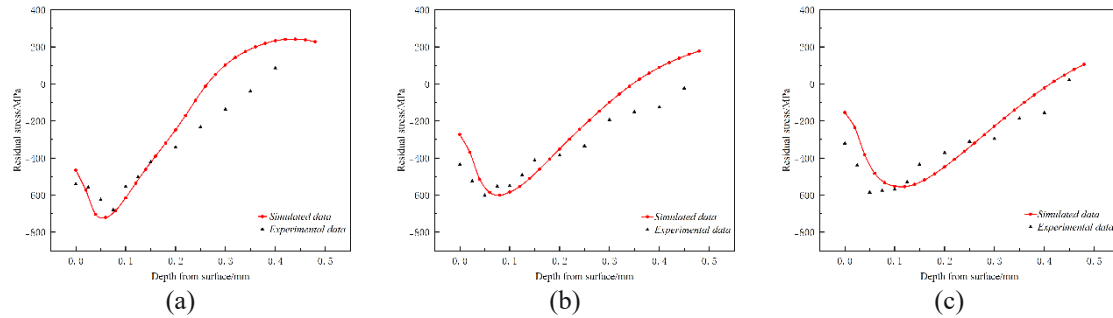 400
200
0
-200
-400
600
-800
Residual stress/MPa
Simulated data
Experimental data
0. 0 0. 1 0. 2 0. 3 0. 4 0. 5
Depth from surface/mm
(a)
400
200
0
-200
-400
600
-800
Residual stress/MPa
Simulated data
Experimental data
0. 0 0. 1 0. 2 0. 3 0. 4 0. 5
Depth from surface/mm
(b)
400
200
0
-200
-400
600
-800
Residual stress/MPa
Simulated data
Experimental data
0. 0 0. 1 0. 2 0. 3 0. 4 0. 5
Depth from surface/mm
(c)